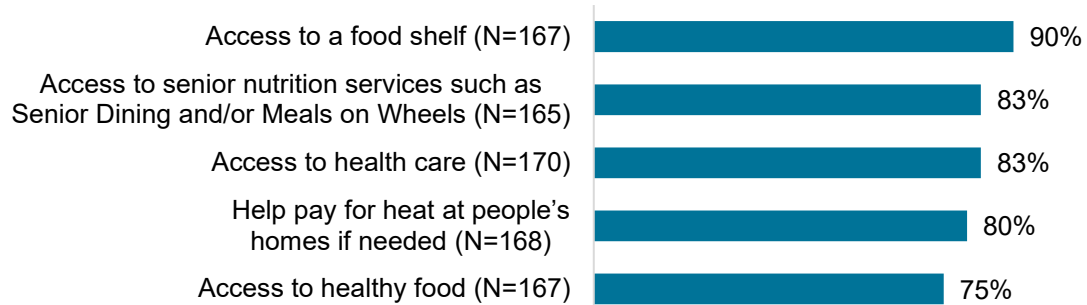 Access to a food shelf (N=167) 90%
Access to senior nutrition services such as
Senior Dining and/or Meals on Wheels (N=165) 83%
Access to health care (N=170) 83%
Help pay for heat at people’s
homes if needed (N=168) 80%
Access to healthy food (N=167) 75%